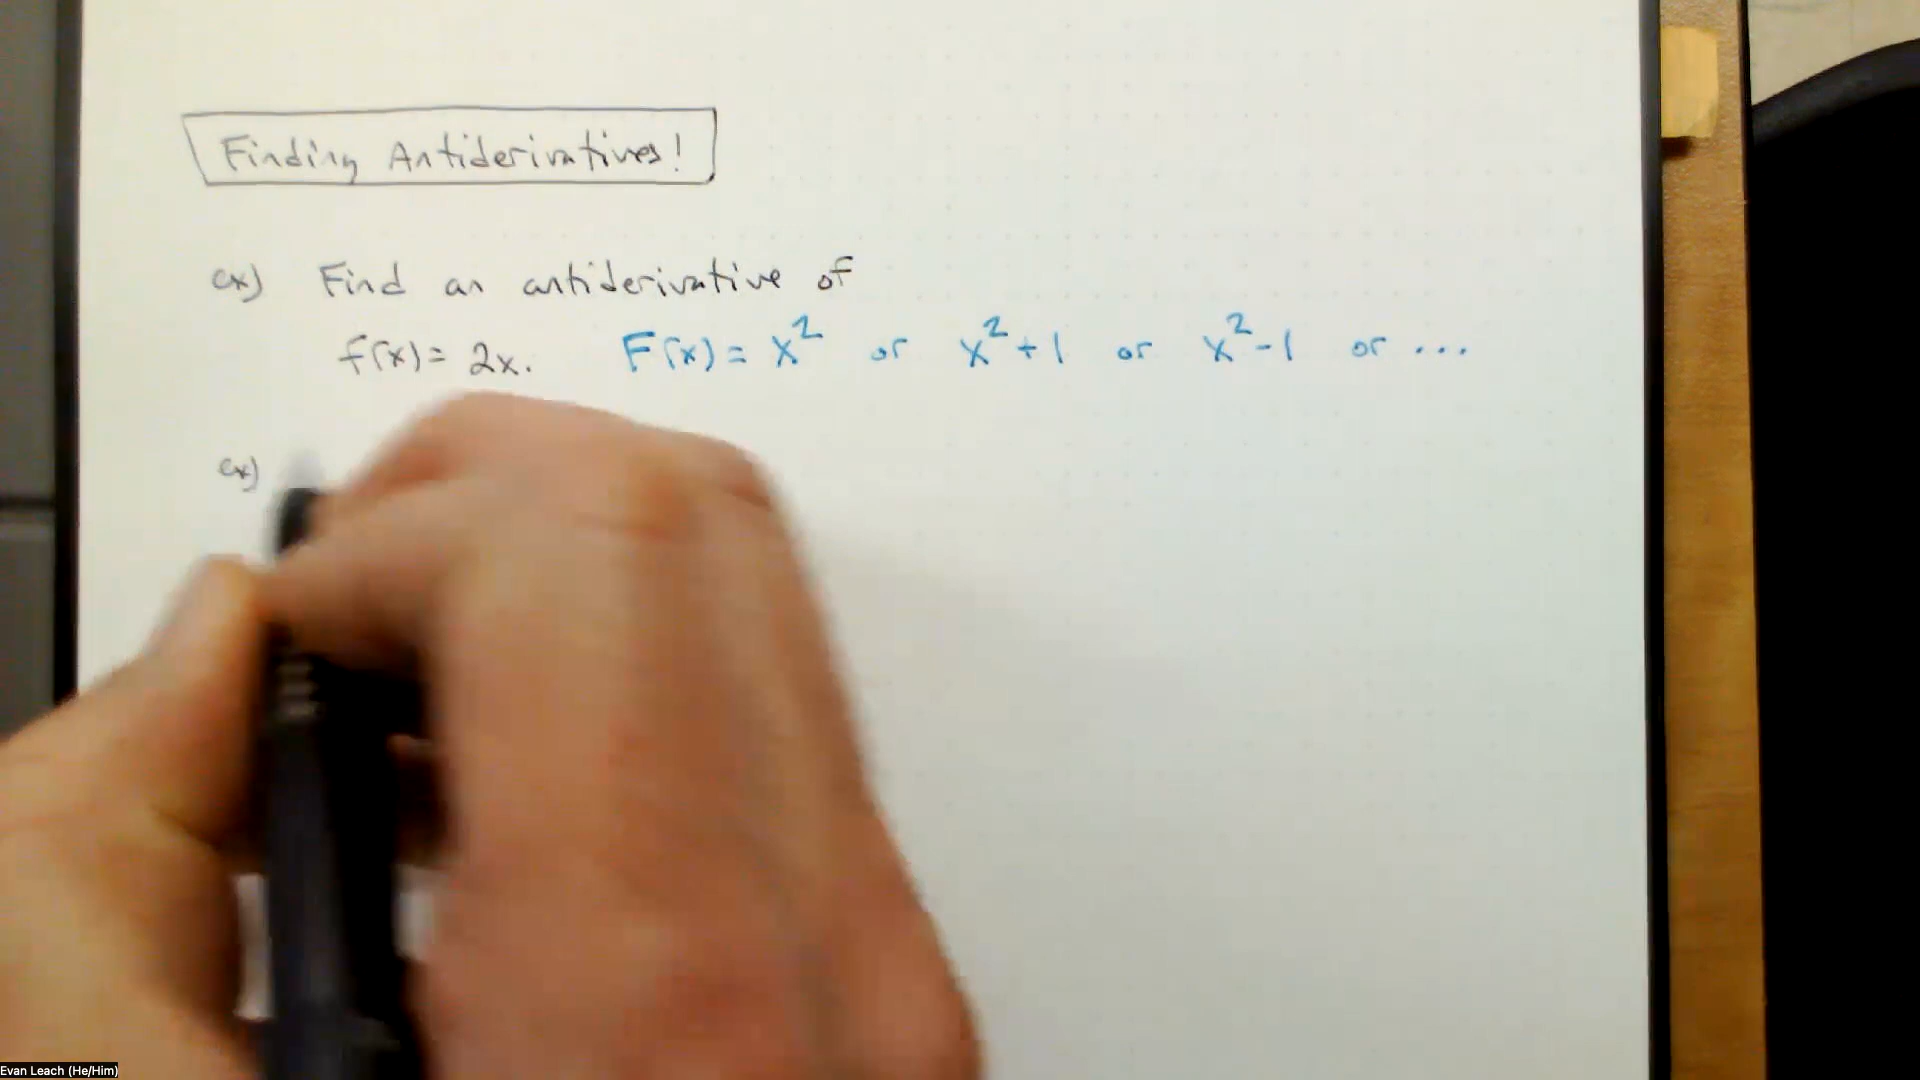 Finding Antiderivatives!
ex) Find an antiderivative of
f(x) = 2x. F(x) = x² or x² + 1 or x² - 1 or ...
ex)
Evan Leach (He/Him)